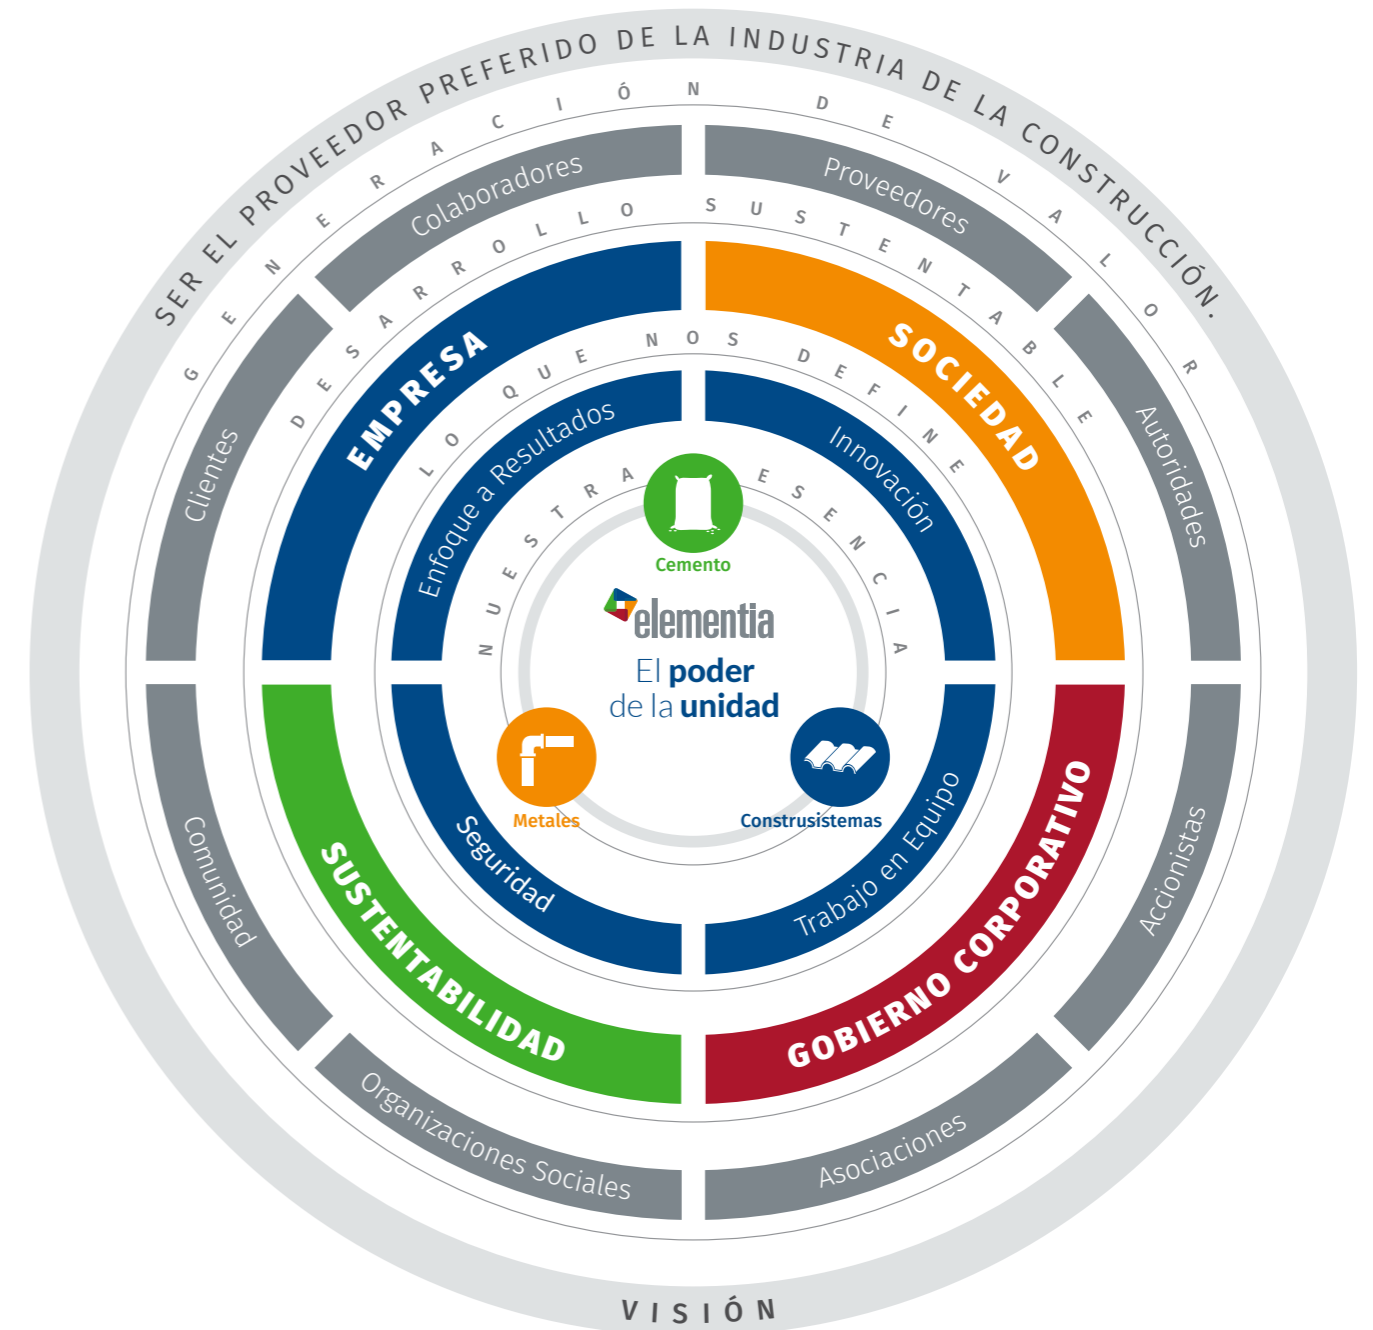 SER EL PROVEEDOR PREFERIDO DE LA INDUSTRIA DE LA CONSTRUCCIÓN.
GENERACIÓN DE VALOR
Colaboradores
Proveedores
Clientes
Autoridades
DESARROLLO SUSTENTABLE
EMPRESA
SOCIEDAD
LO QUE NOS DEFINE
Enfoque a Resultados
Innovación
NUESTRA ESENCIA
Cemento
elementia
El poder
de la unidad
Metales
Construsistemas
Seguridad
Trabajo en Equipo
SUSTENTABILIDAD
GOBIERNO CORPORATIVO
Comunidad
Accionistas
Organizaciones Sociales
Asociaciones
VISIÓN